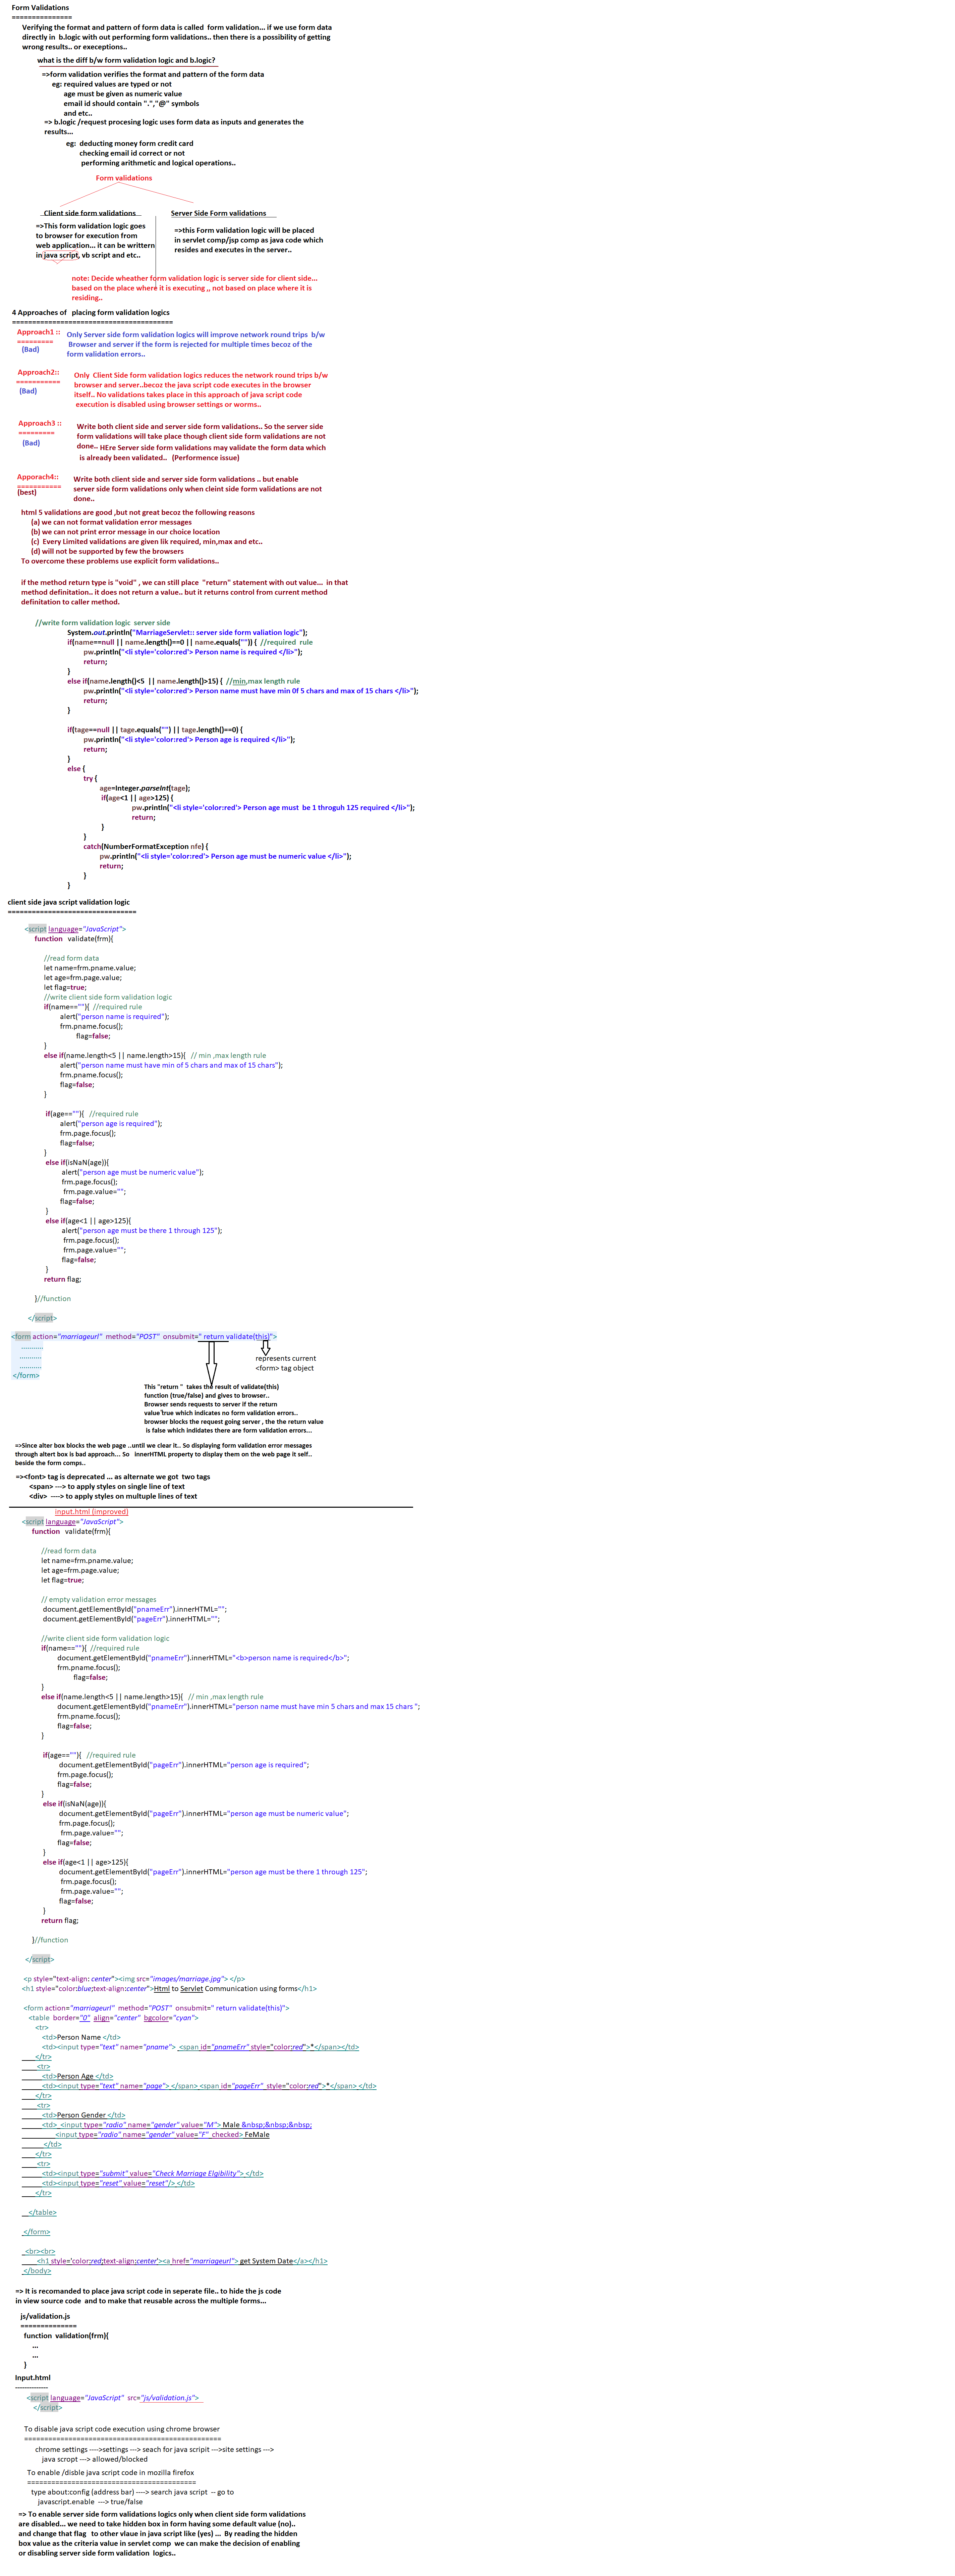 Form Validations
===============
Verifying the format and pattern of form data is called  form validation... if we use form data
directly in  b.logic with out performing form validations.. then there is a possibility of getting
wrong results.. or execeptions..
what is the diff b/w form validation logic and b.logic?
=>form validation verifies the format and pattern of the form data
eg: required values are typed or not
age must be given as numeric value
email id should contain ".","@" symbols
and etc..
=> b.logic /request procesing logic uses form data as inputs and generates the
results...
eg:  deducting money form credit card
checking email id correct or not
performing arithmetic and logical operations..
Form validations
Client side form validations
=>This form validation logic goes
to browser for execution from
web application... it can be writtern
in java script, vb script and etc..
Server Side Form validations
=>this Form validation logic will be placed
in servlet comp/jsp comp as java code which
resides and executes in the server..
note: Decide wheather form validation logic is server side for client side...
based on the place where it is executing ,, not based on place where it is
residing..
4 Approaches of   placing form validation logics
========================================
Approach1 ::
=========
(Bad)
Only Server side form validation logics will improve network round trips  b/w
Browser and server if the form is rejected for multiple times becoz of the
form validation errors..
Approach2::
===========
(Bad)
Only  Client Side form validation logics reduces the network round trips b/w
browser and server..becoz the java script code executes in the browser
itself.. No validations takes place in this approach of java script code
execution is disabled using browser settings or worms..
Approach3 ::
=========
(Bad)
Write both client side and server side form validations.. So the server side
form validations will take place though client side form validations are not
done.. HEre Server side form validations may validate the form data which
is already been validated..   (Performence issue)
Apporach4::
===========
(best)
Write both client side and server side form validations .. but enable
server side form validations only when cleint side form validations are not
done..
html 5 validations are good ,but not great becoz the following reasons
(a) we can not format validation error messages
(b) we can not print error message in our choice location
(c)  Every Limited validations are given lik required, min,max and etc..
(d) will not be supported by few the browsers
To overcome these problems use explicit form validations..
if the method return type is "void" , we can still place  "return" statement with out value...  in that
method definitation.. it does not return a value.. but it returns control from current method
definitation to caller method.
//write form validation logic  server side
System.out.println("MarriageServlet:: server side form valiation logic");
if(name==null || name.length()==0 || name.equals("")) {  //required  rule
pw.println("<li style='color:red'> Person name is required </li>");
return;
}
else if(name.length()<5  || name.length()>15) {  //min,max length rule
pw.println("<li style='color:red'> Person name must have min 0f 5 chars and max of 15 chars </li>");
return;
}
if(tage==null || tage.equals("") || tage.length()==0) {
pw.println("<li style='color:red'> Person age is required </li>");
return;
}
else {
try {
age=Integer.parseInt(tage);
if(age<1 || age>125) {
pw.println("<li style='color:red'> Person age must  be 1 throguh 125 required </li>");
return;
}
}
catch(NumberFormatException nfe) {
pw.println("<li style='color:red'> Person age must be numeric value </li>");
return;
}
}
client side java script validation logic
================================
<script language="JavaScript">
function   validate(frm){
//read form data
let name=frm.pname.value;
let age=frm.page.value;
let flag=true;
//write client side form validation logic
if(name==""){  //required rule
alert("person name is required");
frm.pname.focus();
flag=false;
}
else if(name.length<5 || name.length>15){   // min ,max length rule
alert("person name must have min of 5 chars and max of 15 chars");
frm.pname.focus();
flag=false;
}
if(age==""){   //required rule
alert("person age is required");
frm.page.focus();
flag=false;
}
else if(isNaN(age)){
alert("person age must be numeric value");
frm.page.focus();
frm.page.value="";
flag=false;
}
else if(age<1 || age>125){
alert("person age must be there 1 through 125");
frm.page.focus();
frm.page.value="";
flag=false;
}
return flag;
}//function
</script>
<form action="marriageurl"  method="POST"  onsubmit=" return validate(this)">
...........
...........
...........
</form>
represents current
<form> tag object
This "return "  takes the result of validate(this)
function (true/false) and gives to browser..
Browser sends requests to server if the return
value true which indicates no form validation errors..
browser blocks the request going server , the the return value
is false which indidates there are form validation errors...
=>Since alter box blocks the web page ..until we clear it.. So displaying form validation error messages
through altert box is bad approach... So   innerHTML property to display them on the web page it self..
beside the form comps..
=><font> tag is deprecated ... as alternate we got  two tags
<span> ---> to apply styles on single line of text
<div>  ----> to apply styles on multuple lines of text
input.html (improved)
<script language="JavaScript">
function   validate(frm){
//read form data
let name=frm.pname.value;
let age=frm.page.value;
let flag=true;
// empty validation error messages
document.getElementById("pnameErr").innerHTML="";
document.getElementById("pageErr").innerHTML="";
//write client side form validation logic
if(name==""){  //required rule
document.getElementById("pnameErr").innerHTML="<b>person name is required</b>";
frm.pname.focus();
flag=false;
}
else if(name.length<5 || name.length>15){   // min ,max length rule
document.getElementById("pnameErr").innerHTML="person name must have min 5 chars and max 15 chars ";
frm.pname.focus();
flag=false;
}
if(age==""){   //required rule
document.getElementById("pageErr").innerHTML="person age is required";
frm.page.focus();
flag=false;
}
else if(isNaN(age)){
document.getElementById("pageErr").innerHTML="person age must be numeric value";
frm.page.focus();
frm.page.value="";
flag=false;
}
else if(age<1 || age>125){
document.getElementById("pageErr").innerHTML="person age must be there 1 through 125";
frm.page.focus();
frm.page.value="";
flag=false;
}
return flag;
}//function
</script>
<p style="text-align: center"><img src="images/marriage.jpg"> </p>
<h1 style="color:blue;text-align:center">Html to Servlet Communication using forms</h1>
<form action="marriageurl"  method="POST"  onsubmit=" return validate(this)">
<table  border="0"  align="center"  bgcolor="cyan">
<tr>
<td>Person Name </td>
<td><input type="text" name="pname">  <span id="pnameErr" style="color:red">*</span></td>
</tr>
<tr>
<td>Person Age </td>
<td><input type="text" name="page"> </span> <span id="pageErr"  style="color:red">*</span> </td>
</tr>
<tr>
<td>Person Gender </td>
<td>  <input type="radio" name="gender" value="M"> Male &nbsp;&nbsp;&nbsp;
<input type="radio" name="gender" value="F"  checked> FeMale
</td>
</tr>
<tr>
<td><input type="submit" value="Check Marriage Elgibility"> </td>
<td><input type="reset" value="reset"/> </td>
</tr>
</table>
</form>
<br><br>
<h1 style='color:red;text-align:center'><a href="marriageurl"> get System Date</a></h1>
</body>
=> It is recomanded to place java script code in seperate file.. to hide the js code
in view source code  and to make that reusable across the multiple forms...
js/validation.js
==============
function  validation(frm){
...
...
}
Input.html
--------------
<script language="JavaScript"  src="js/validation.js">
</script>
To disable java script code execution using chrome browser
=================================================
chrome settings ---->settings ---> seach for java scripit --->site settings --->
java scropt ---> allowed/blocked
To enable /disble java script code in mozilla firefox
==========================================
type about:config (address bar) ----> search java script  -- go to
javascript.enable  ---> true/false
=> To enable server side form validations logics only when client side form validations
are disabled... we need to take hidden box in form having some default value (no)..
and change that flag   to other vlaue in java script like (yes) ...  By reading the hidden
box value as the criteria value in servlet comp  we can make the decision of enabling
or disabling server side form validation  logics..